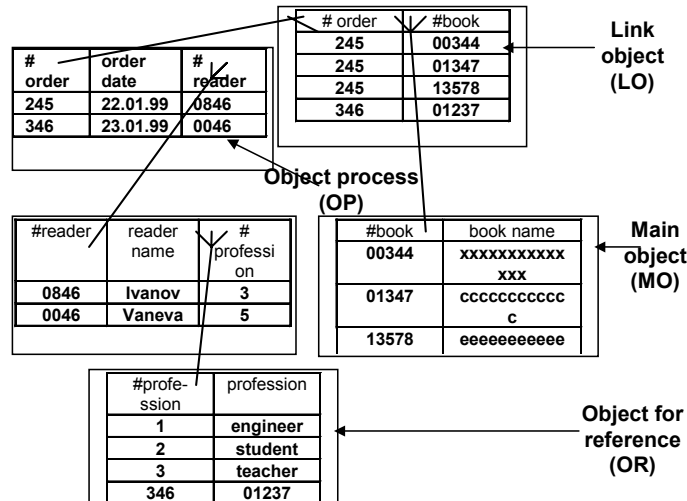 # order #book
245 00344
245 01347
245 13578
346 01237
Link
object
(LO)
# order #
order date reader
245 22.01.99 0846
346 23.01.99 0046
Object process
(OP)
#reader reader #
name professi
on
0846 Ivanov 3
0046 Vaneva 5
#book book name
00344 xxxxxxxxxxx
xxx
01347 ccccccccccc
c
13578 eeeeeeeeeee
Main
object
(MO)
#profe- profession
ssion
1 engineer
2 student
3 teacher
346 01237
Object for
reference
(OR)